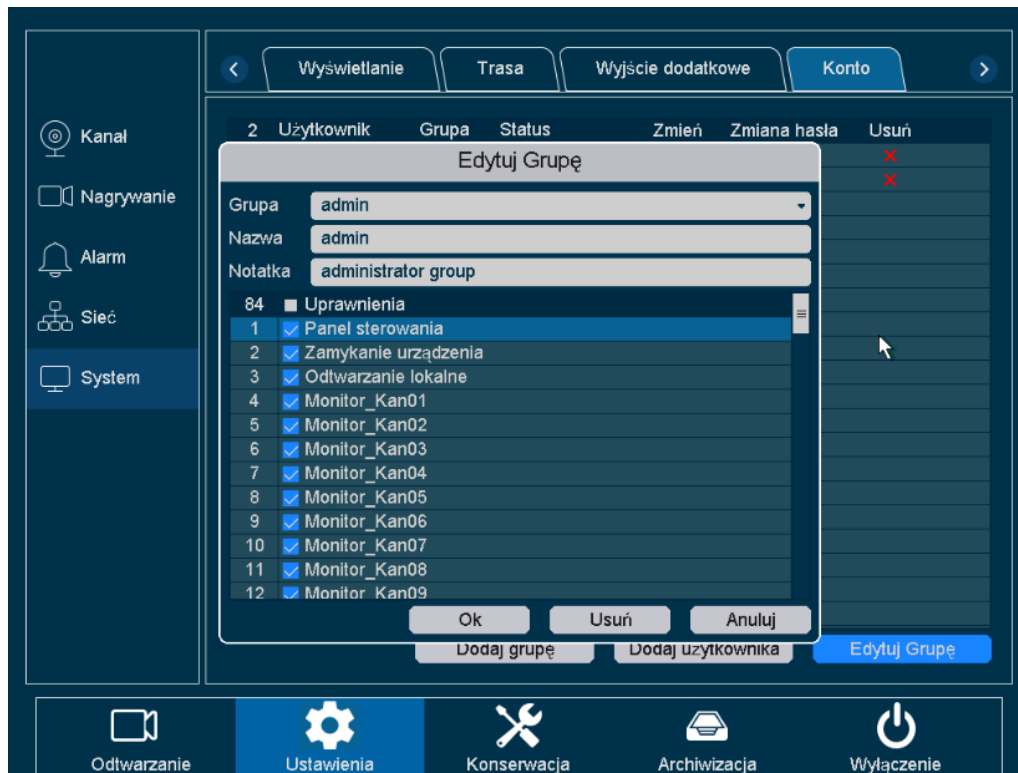 Wyświetlanie Trasa Wyjście dodatkowe Konto
Kanał
Nagrywanie
Alarm
Sieć
System
2 Użytkownik Grupa Status Zmień Zmiana hasła Usuń
Edytuj Grupę
Grupa admin
Nazwa admin
Notatka administrator group
84 Uprawnienia
1 Panel sterowania
2 Zamykanie urządzenia
3 Odtwarzanie lokalne
4 Monitor_Kan01
5 Monitor_Kan02
6 Monitor_Kan03
7 Monitor_Kan04
8 Monitor_Kan05
9 Monitor_Kan06
10 Monitor_Kan07
11 Monitor_Kan08
12 Monitor_Kan09
Ok Usuń Anuluj
Dodaj grupę Dodaj użytkownika Edytuj Grupę
Odtwarzanie Ustawienia Konserwacja Archiwizacja Wyłączenie